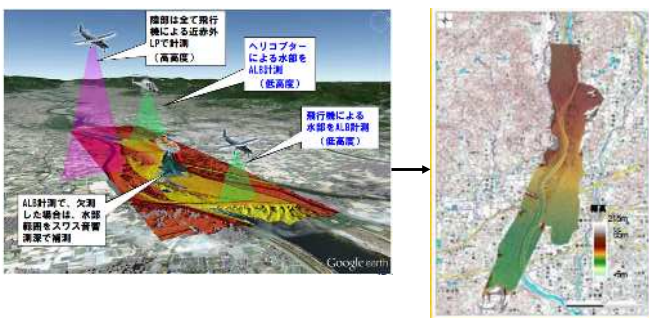 陸部は全て飛行
機による近赤外
LPで計測
(高高度)
ヘリコプター
による水部を
ALB計測
(低高度)
飛行機による
水部をALB計測
(低高度)
ALB計測で、欠測
した場合は、水部
範囲をスワス音響
測深で補測
Google earth
標高